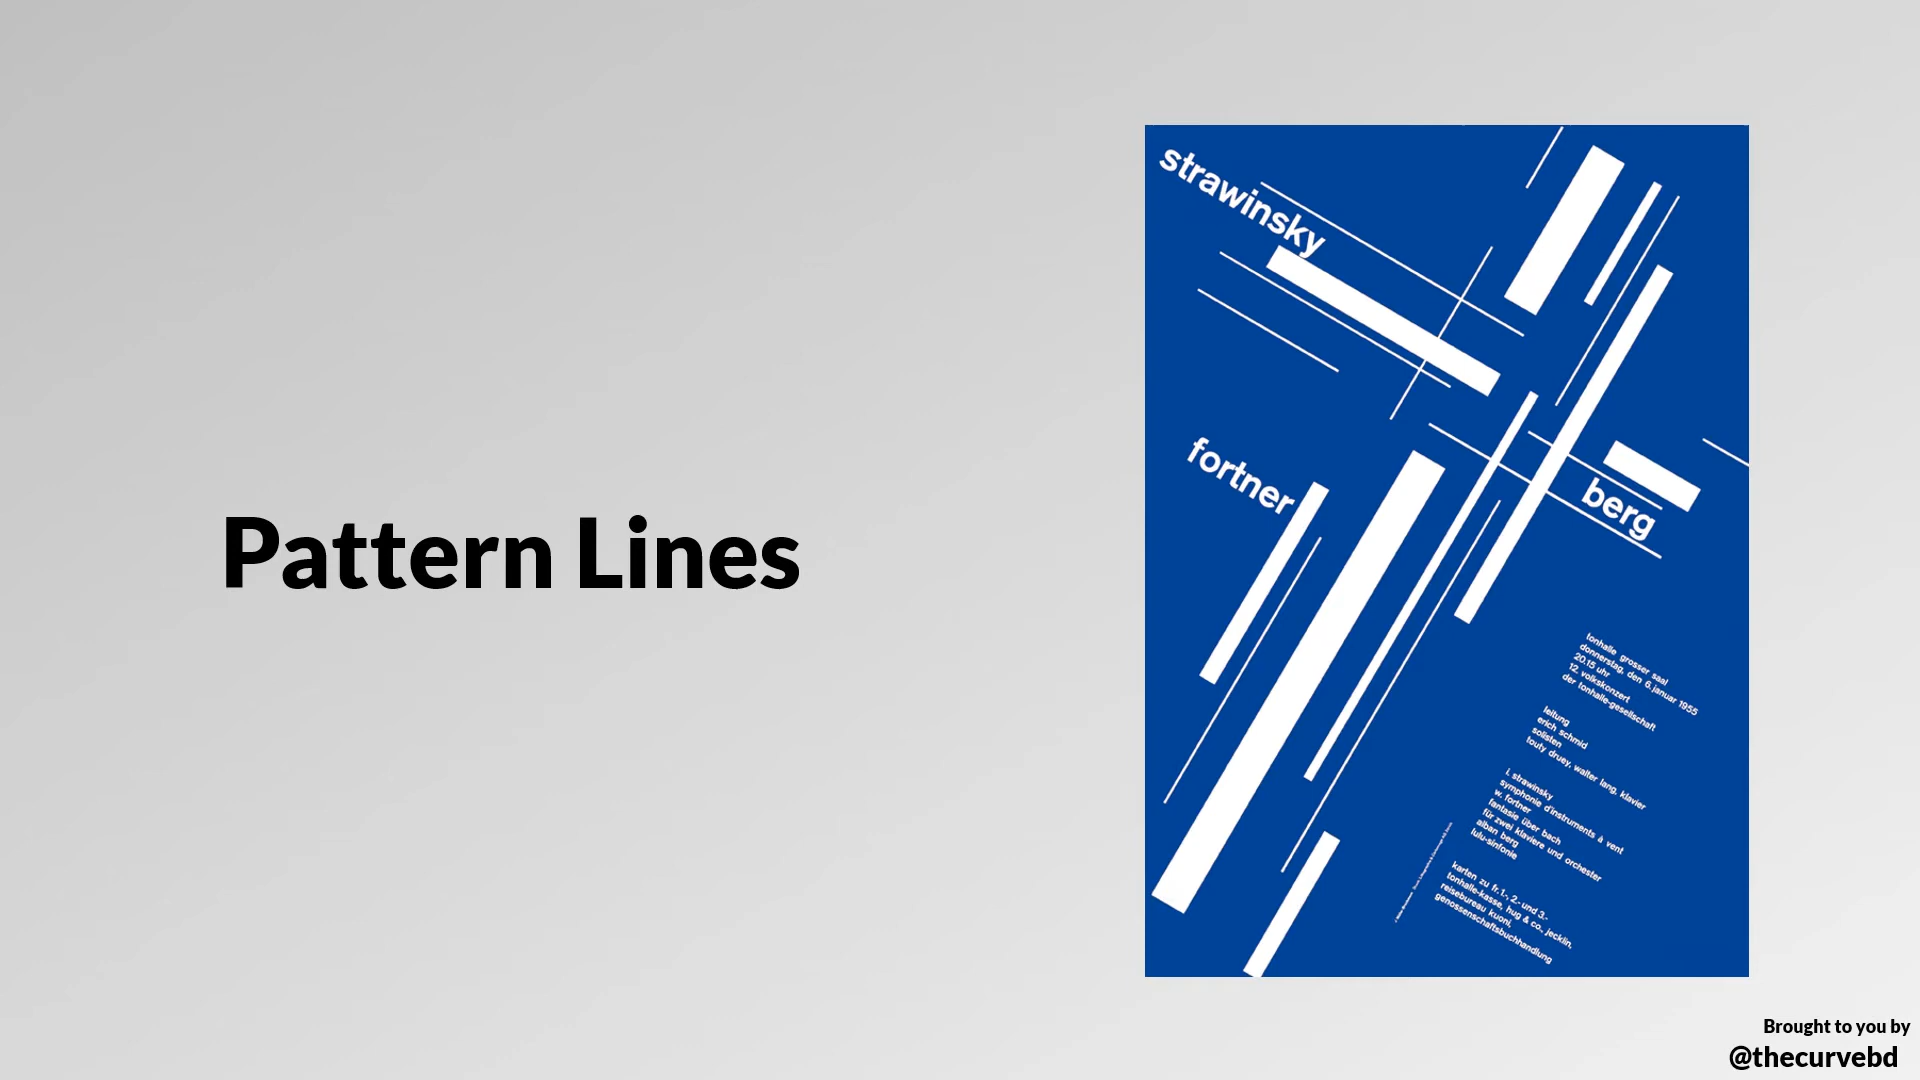 Pattern Lines
strawinsky
fortner
berg
tonhalle grosser saal
donnerstag, den 6. januar 1955
20.15 uhr
12. volkskonzert
der tonhalle-gesellschaft
leitung
erich schmid
solisten
touty druey, walter lang, klavier
i. strawinsky
symphonie d'instruments à vent
w. fortner
fantasie über bach
für zwei klaviere und orchester
alban berg
lulu-sinfonie
karten zu fr. 1.-, 2.- und 3.-
tonhalle-kasse, hug & co., jecklin,
reisebureau kuoni,
genossenschaftsbuchhandlung
Brought to you by
@thecurvebd